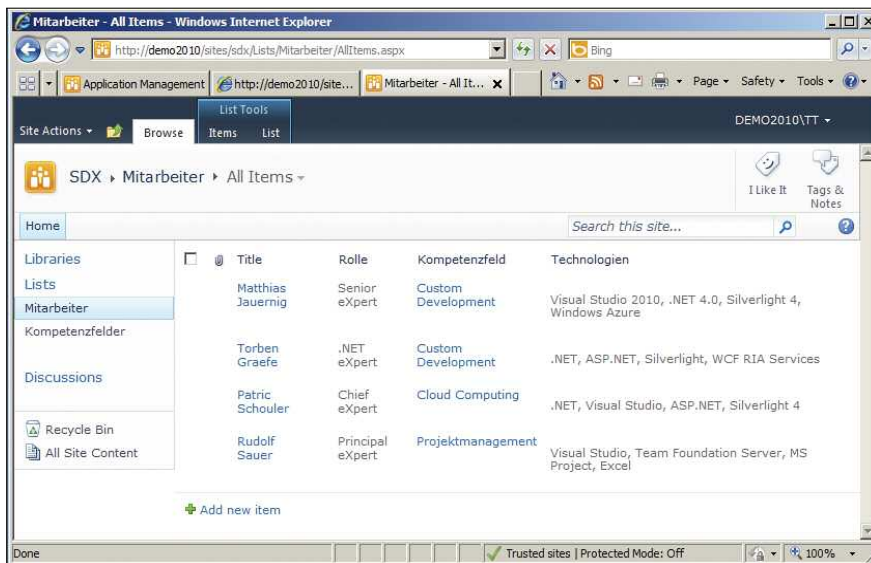 Mitarbeiter - All Items - Windows Internet Explorer
http://demo2010/sites/sdx/Lists/Mitarbeiter/AllItems.aspx
Bing
Application Management
http://demo2010/site...
Mitarbeiter - All It...
Page
Safety
Tools
Site Actions
Browse
List Tools
Items
List
DEMO2010\TT
SDX
Mitarbeiter
All Items
I Like It
Tags &
Notes
Home
Search this site...
Libraries
Lists
Mitarbeiter
Kompetenzfelder
Discussions
Recycle Bin
All Site Content
Title Rolle Kompetenzfeld Technologien
Matthias Senior Custom
Jauernig eXpert Development
Visual Studio 2010, .NET 4.0, Silverlight 4,
Windows Azure
Torben .NET Custom
Graefe eXpert Development
.NET, ASP.NET, Silverlight, WCF RIA Services
Patric Chief Cloud Computing
Schouler eXpert
.NET, Visual Studio, ASP.NET, Silverlight 4
Rudolf Principal Projektmanagement
Sauer eXpert
Visual Studio, Team Foundation Server, MS
Project, Excel
Add new item
Done
Trusted sites | Protected Mode: Off
100%